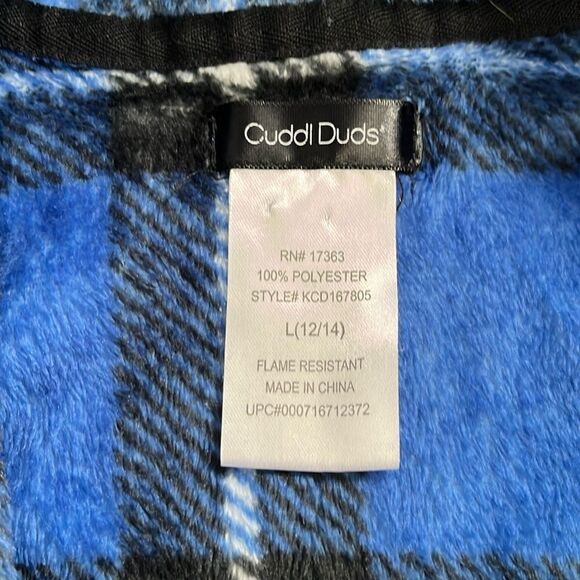 Cuddl Duds®
RN# 17363
100% POLYESTER
STYLE# KCD167805
L(12/14)
FLAME RESISTANT
MADE IN CHINA
UPC#000716712372